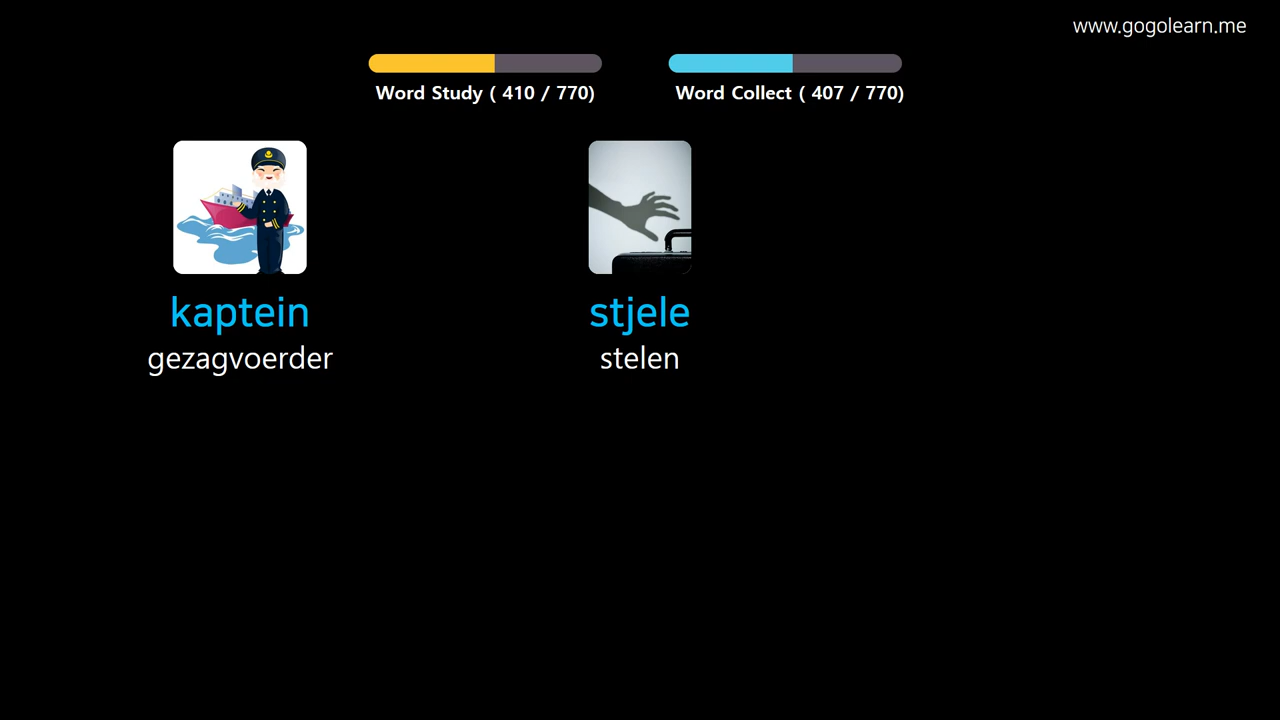 www.gogolearn.me
Word Study ( 410 / 770)
Word Collect ( 407 / 770)
kaptein
gezagvoerder
stjele
stelen